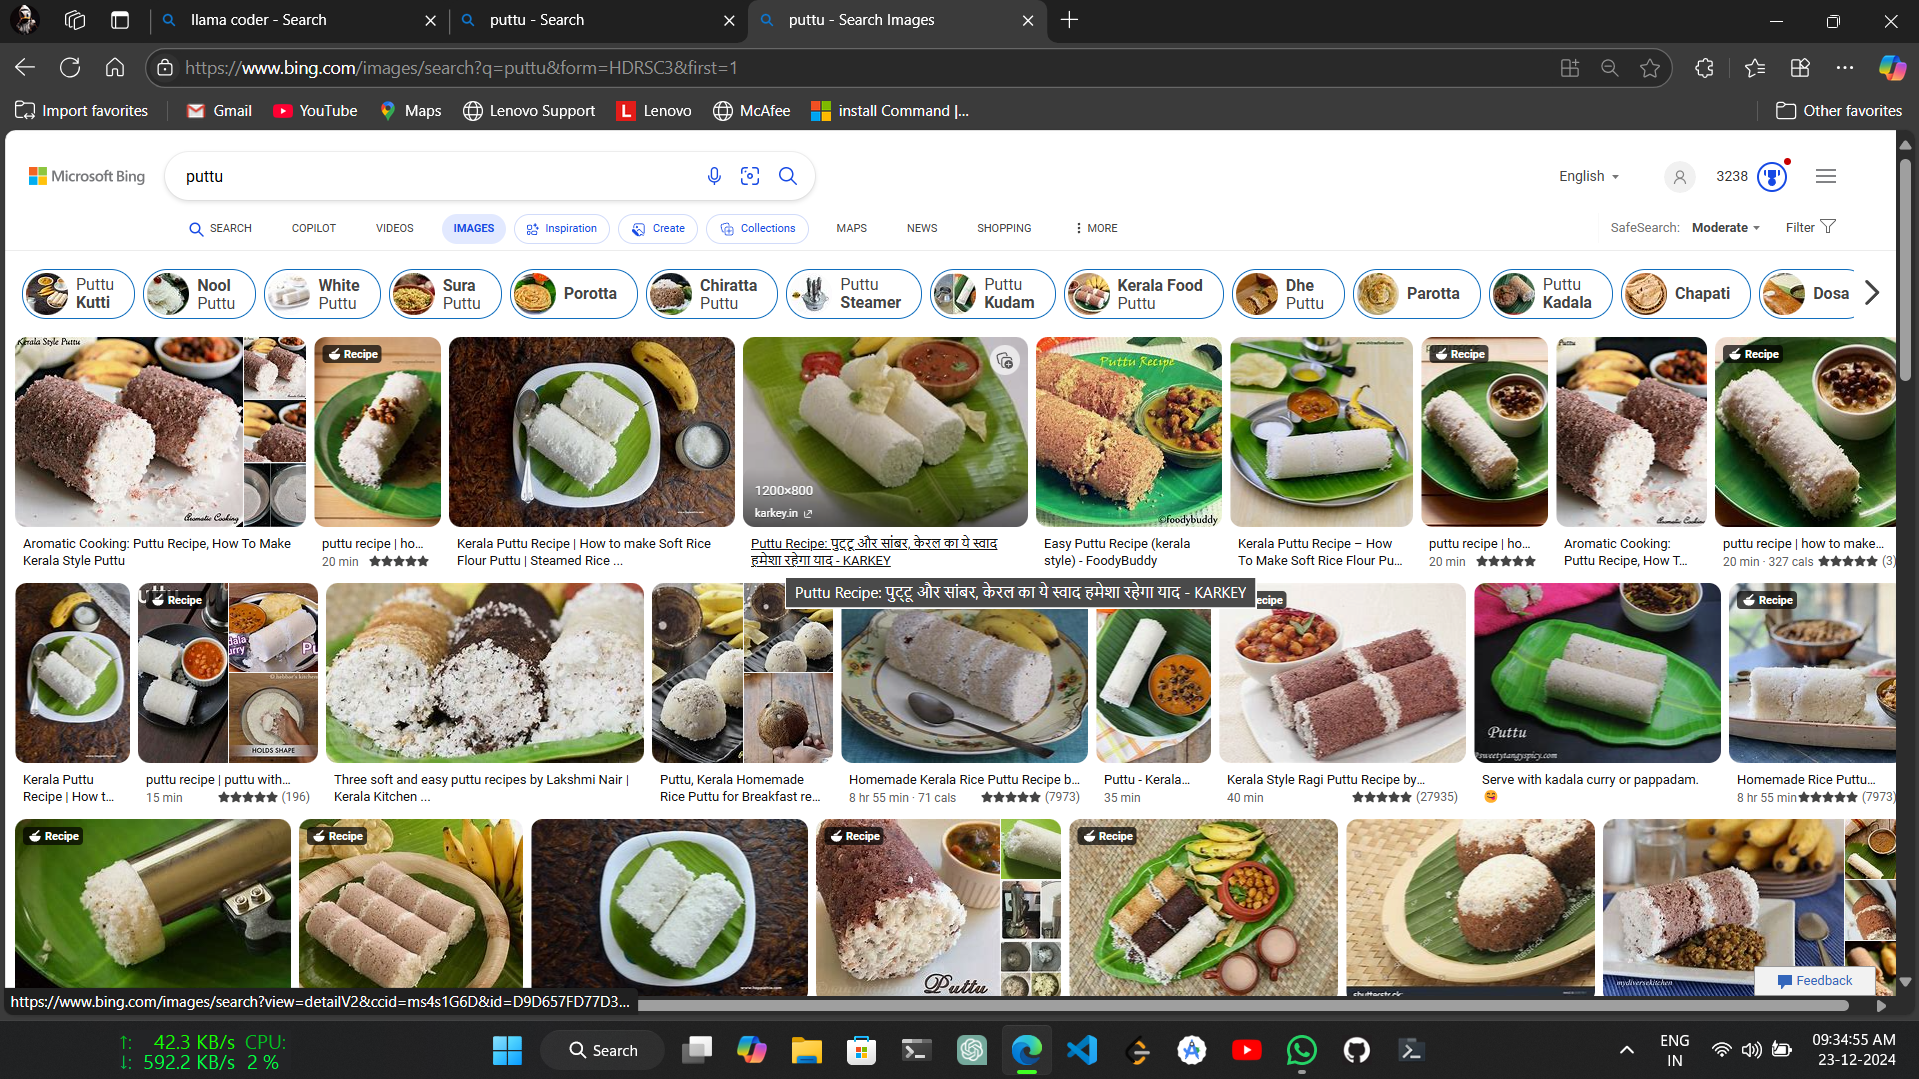 llama coder - Search
puttu - Search
puttu - Search Images
https://www.bing.com/images/search?q=puttu&form=HDRSC3&first=1
Import favorites
Gmail
YouTube
Maps
Lenovo Support
L Lenovo
McAfee
install Command |...
Other favorites
Microsoft Bing
puttu
English
3238
SEARCH
COPILOT
VIDEOS
IMAGES
Inspiration
Create
Collections
MAPS
NEWS
SHOPPING
MORE
SafeSearch: Moderate
Filter
Puttu
Kutti
Nool
Puttu
White
Puttu
Sura
Puttu
Porotta
Chiratta
Puttu
Puttu
Steamer
Puttu
Kudam
Kerala Food
Puttu
Dhe
Puttu
Parotta
Puttu
Kadala
Chapati
Dosa
Kerala Style Puttu
Aromatic Cooking
Aromatic Cooking: Puttu Recipe, How To Make
Kerala Style Puttu
Recipe
puttu recipe | ho...
20 min ★★★★★
Kerala Puttu Recipe | How to make Soft Rice
Flour Puttu | Steamed Rice ...
1200×800
karkey.in
Puttu Recipe: पुट्टू और सांबर, केरल का ये स्वाद
हमेशा रहेगा याद - KARKEY
Puttu Recipe
©foodybuddy
Easy Puttu Recipe (kerala
style) - FoodyBuddy
Kerala Puttu Recipe – How
To Make Soft Rice Flour Pu...
Recipe
puttu recipe | ho...
20 min ★★★★★
Puttu
Aromatic Cooking
Aromatic Cooking:
Puttu Recipe, How T...
Recipe
puttu recipe | how to make...
20 min · 327 cals ★★★★★ (3)
Puttu Recipe: पुट्टू और सांबर, केरल का ये स्वाद हमेशा रहेगा याद - KARKEY
Kerala Puttu
Recipe | How t...
Recipe
HOLDS SHAPE
puttu recipe | puttu with...
15 min ★★★★★ (196)
Three soft and easy puttu recipes by Lakshmi Nair |
Kerala Kitchen ...
Puttu, Kerala Homemade
Rice Puttu for Breakfast re...
Homemade Kerala Rice Puttu Recipe b...
8 hr 55 min · 71 cals ★★★★★ (7973)
Puttu - Kerala...
35 min
Recipe
Kerala Style Ragi Puttu Recipe by...
40 min ★★★★★ (27935)
Puttu
sweetytangyspicy.com
Serve with kadala curry or pappadam.
😋
Recipe
Homemade Rice Puttu...
8 hr 55 min ★★★★★ (7973)
Recipe
Recipe
Recipe
Puttu
Recipe
shutterst.ck
mydiversekitchen
Feedback
https://www.bing.com/images/search?view=detailV2&ccid=ms4s1G6D&id=D9D657FD77D3...
↑: 42.3 KB/s CPU:
↓: 592.2 KB/s 2 %
Search
ENG
IN
09:34:55 AM
23-12-2024